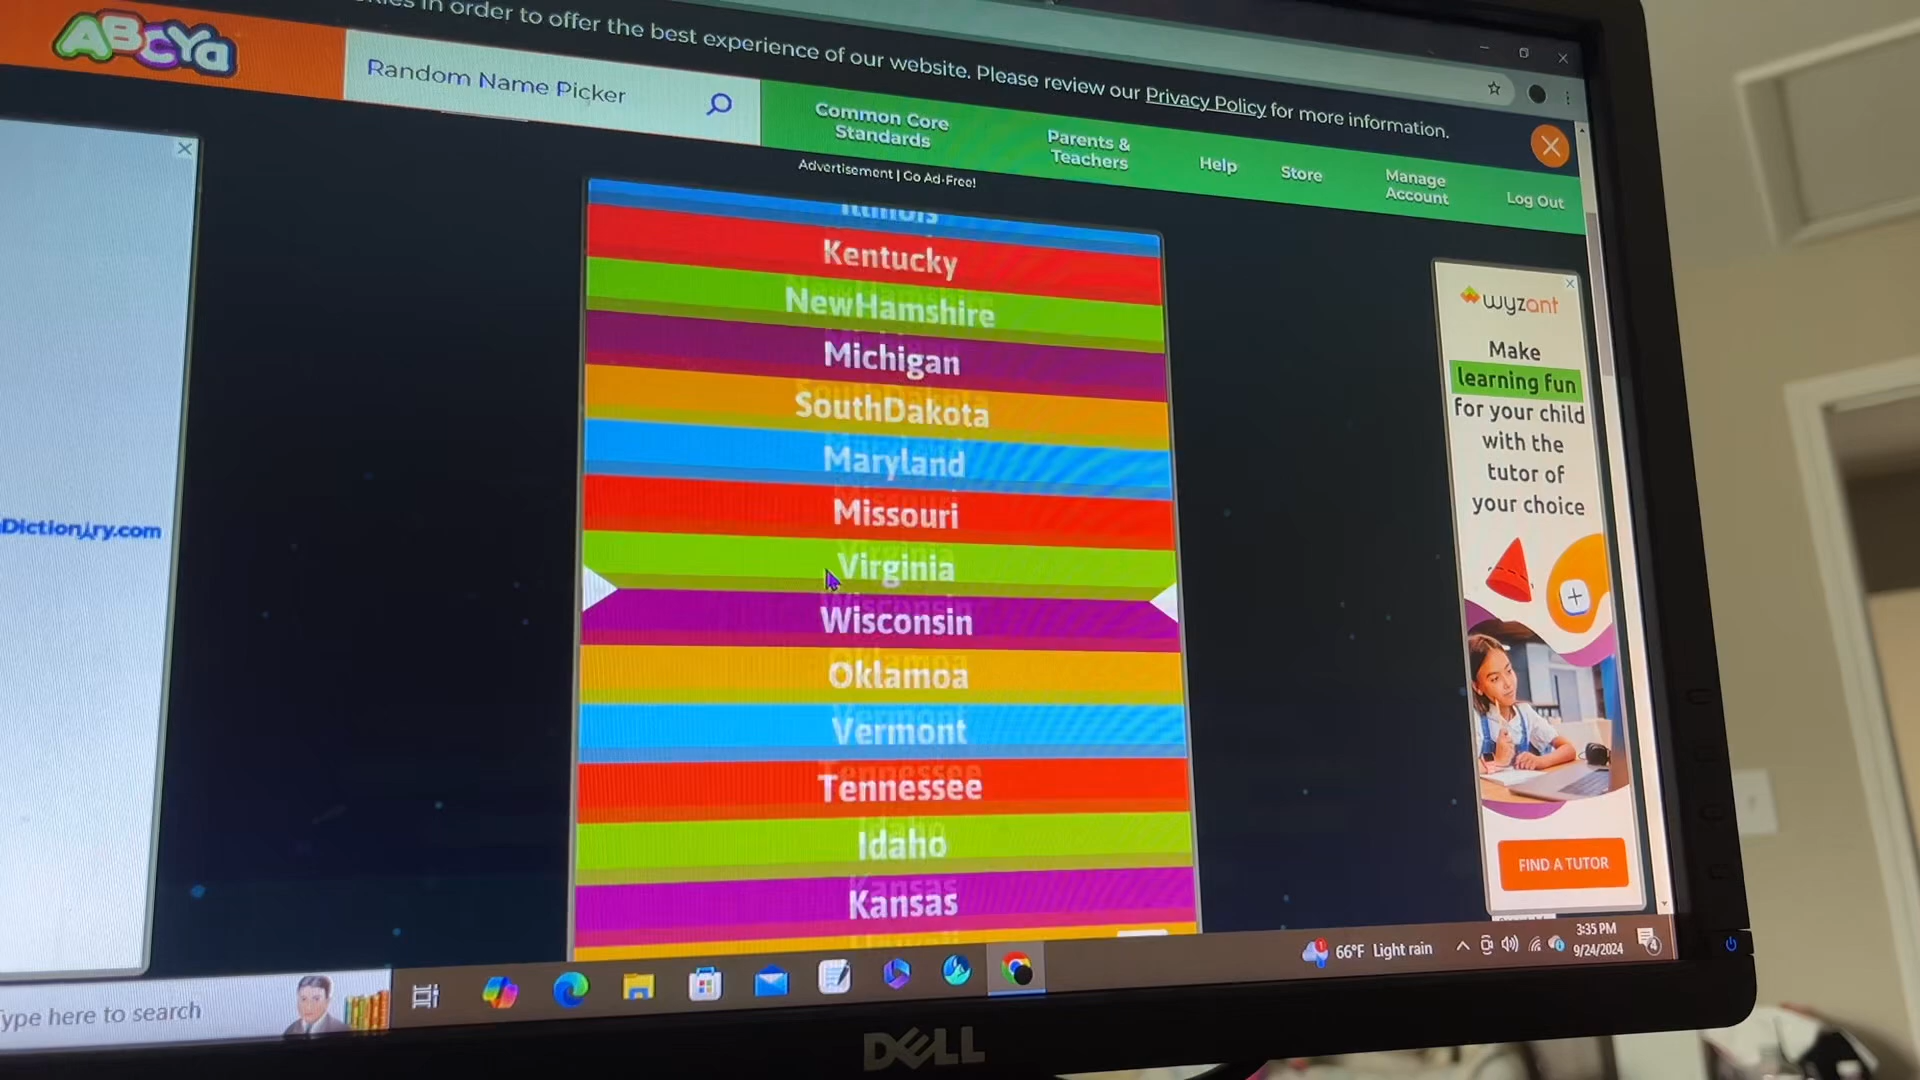 in order to offer the best experience of our website. Please review our Privacy Policy for more information.
ABCYa
Random Name Picker
Common Core
Standards
Parents &
Teachers
Help
Store
Manage
Account
Log Out
Advertisement | Go Ad-Free!
Illinois
Kentucky
NewHamshire
Michigan
SouthDakota
Maryland
Missouri
Virginia
Wisconsin
Oklamoa
Vermont
Tennessee
Idaho
Kansas
Dictionary.com
wyzant
Make
learning fun
for your child
with the
tutor of
your choice
FIND A TUTOR
Type here to search
66°F Light rain
3:35 PM
9/24/2024
4
DELL